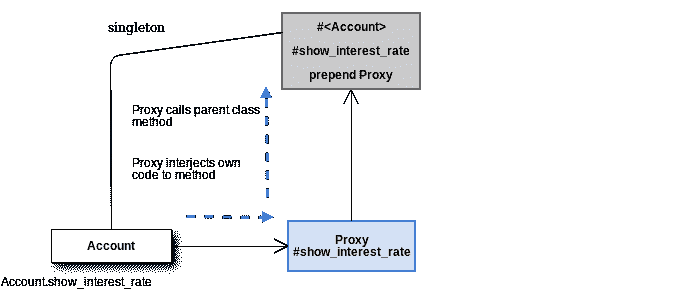 singleton
#<Account>
#show_interest_rate
prepend Proxy
Proxy calls parent class
method
Proxy interjects own
code to method
Account
Proxy
#show_interest_rate
Account.show_interest_rate